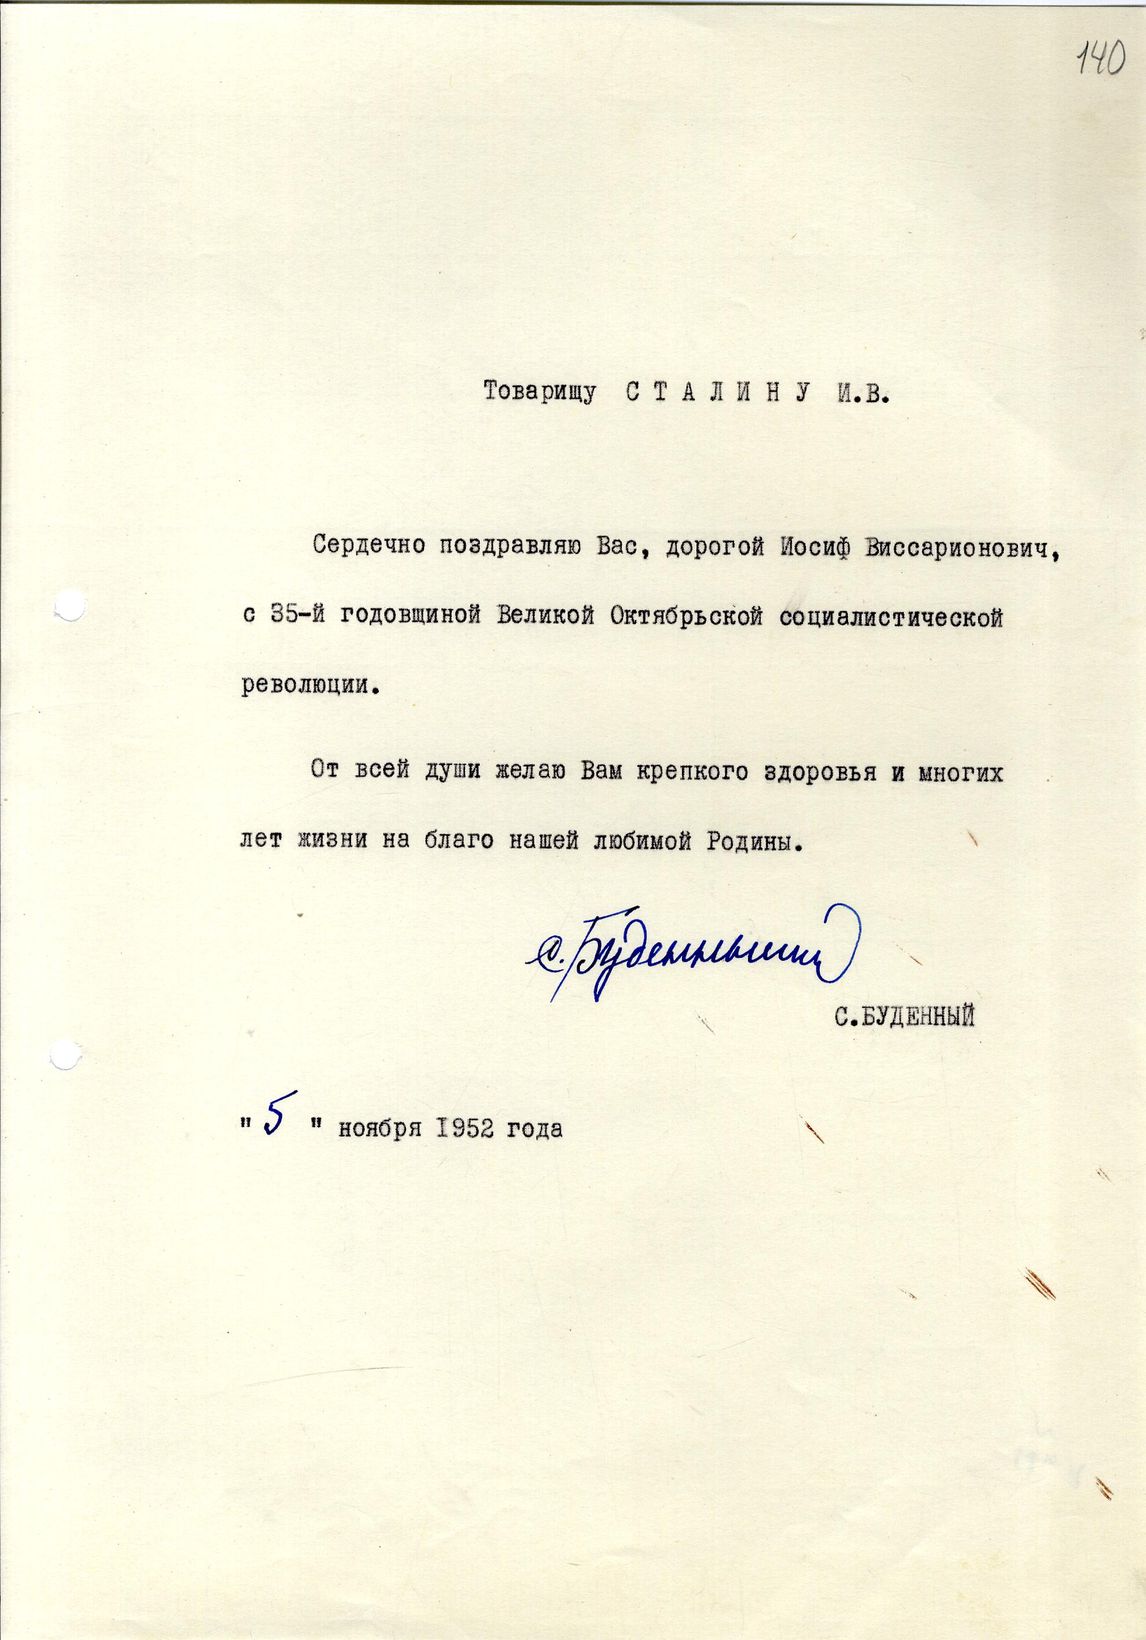 140
Товарищу С Т А Л И Н У И.В.
Сердечно поздравляю Вас, дорогой Иосиф Виссарионович,
с 35-й годовщиной Великой Октябрьской социалистической
революции.
От всей души желаю Вам крепкого здоровья и многих
лет жизни на благо нашей любимой Родины.
С. Буденный
С.БУДЕННЫЙ
" 5 " ноября 1952 года